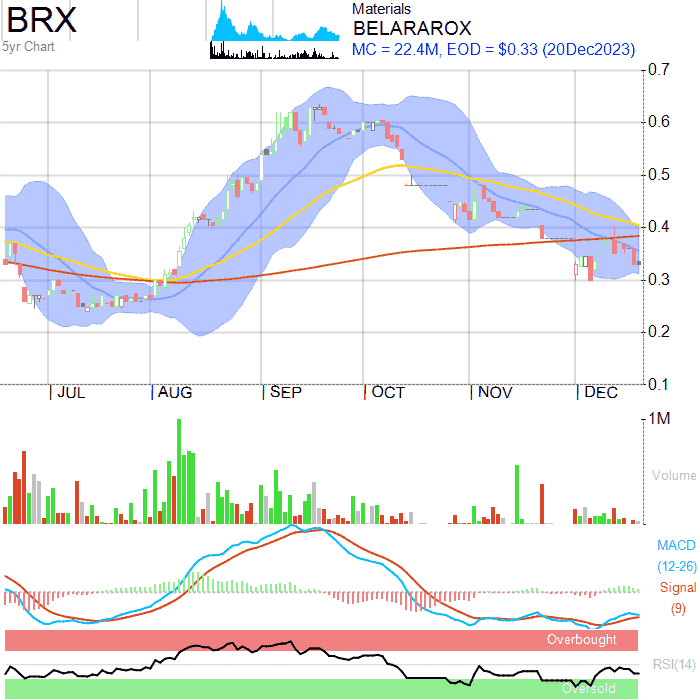 BRX
5yr Chart
Materials
BELARAROX
MC = 22.4M, EOD = $0.33 (20Dec2023)
0.7
0.6
0.5
0.4
0.3
0.2
0.1
JUL AUG SEP OCT NOV DEC
1M
Volume
MACD
(12-26)
Signal
(9)
Overbought
RSI(14)
Oversold